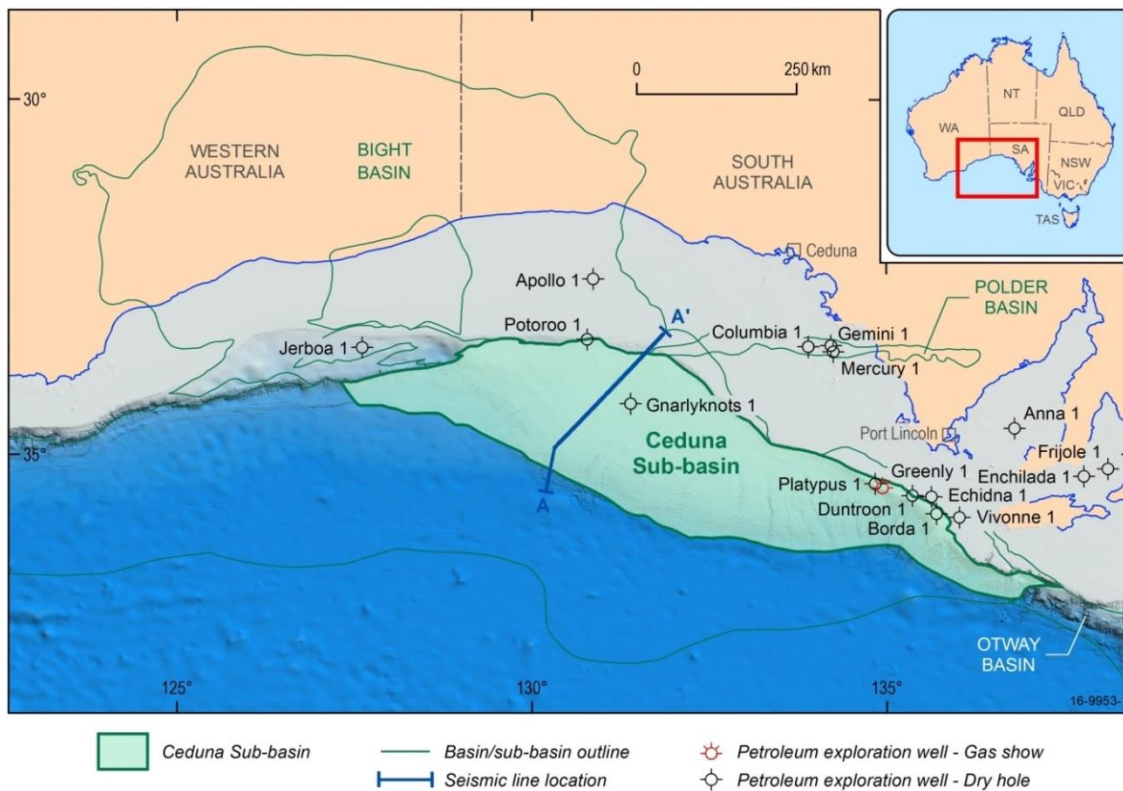 30°
35°
125°
130°
135°
0
250 km
WESTERN
AUSTRALIA
BIGHT
BASIN
SOUTH
AUSTRALIA
NT
QLD
WA
SA
NSW
VIC
TAS
Ceduna
POLDER
BASIN
Apollo 1
A'
Potoroo 1
Columbia 1
Gemini 1
Jerboa 1
Mercury 1
Gnarlyknots 1
Anna 1
Port Lincoln
Ceduna
Sub-basin
Frijole 1
Greenly 1
Enchilada 1
Platypus 1
Echidna 1
A
Duntroon 1
Vivonne 1
Borda 1
OTWAY
BASIN
16-9953-
Ceduna Sub-basin
Basin/sub-basin outline
Seismic line location
Petroleum exploration well - Gas show
Petroleum exploration well - Dry hole